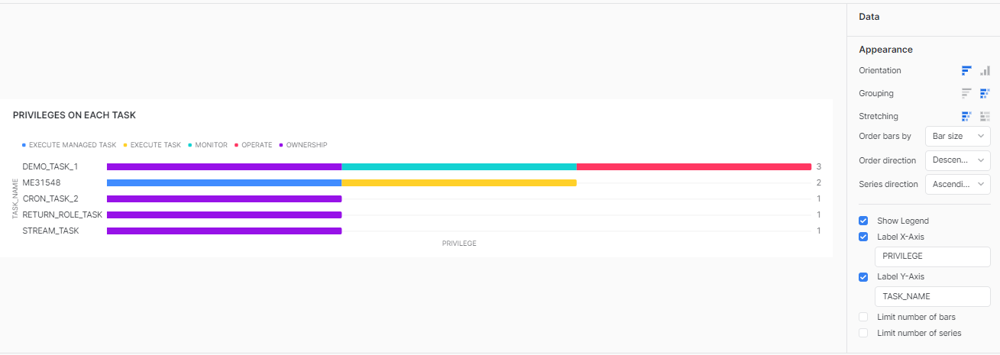 PRIVILEGES ON EACH TASK
EXECUTE MANAGED TASK EXECUTE TASK MONITOR OPERATE OWNERSHIP
TASK_NAME
DEMO_TASK_1 3
ME31548 2
CRON_TASK_2 1
RETURN_ROLE_TASK 1
STREAM_TASK 1
PRIVILEGE
Data
Appearance
Orientation
Grouping
Stretching
Order bars by Bar size
Order direction Descen...
Series direction Ascendi...
Show Legend
Label X-Axis
PRIVILEGE
Label Y-Axis
TASK_NAME
Limit number of bars
Limit number of series